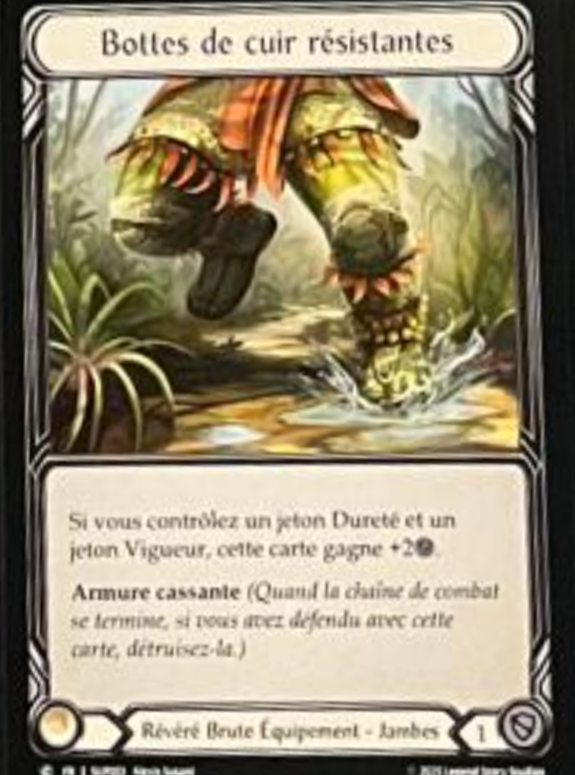 Bottes de cuir résistantes
Si vous contrôlez un jeton Dureté et un
jeton Vigueur, cette carte gagne +2
Armure cassante (Quand la chaîne de combat
se termine, si vous avez défendu avec cette
carte, détruisez-la.)
Révéré Brute Équipement - Jambes
1